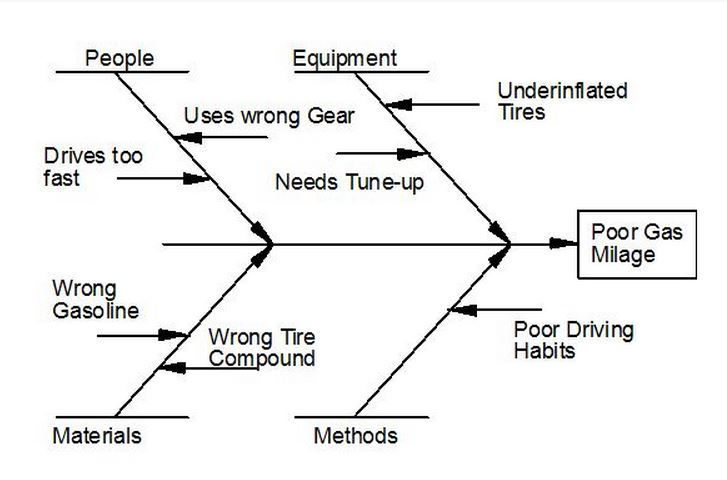 People
Equipment
Underinflated
Tires
Uses wrong Gear
Drives too
fast
Needs Tune-up
Poor Gas
Milage
Wrong
Gasoline
Wrong Tire
Compound
Poor Driving
Habits
Materials
Methods